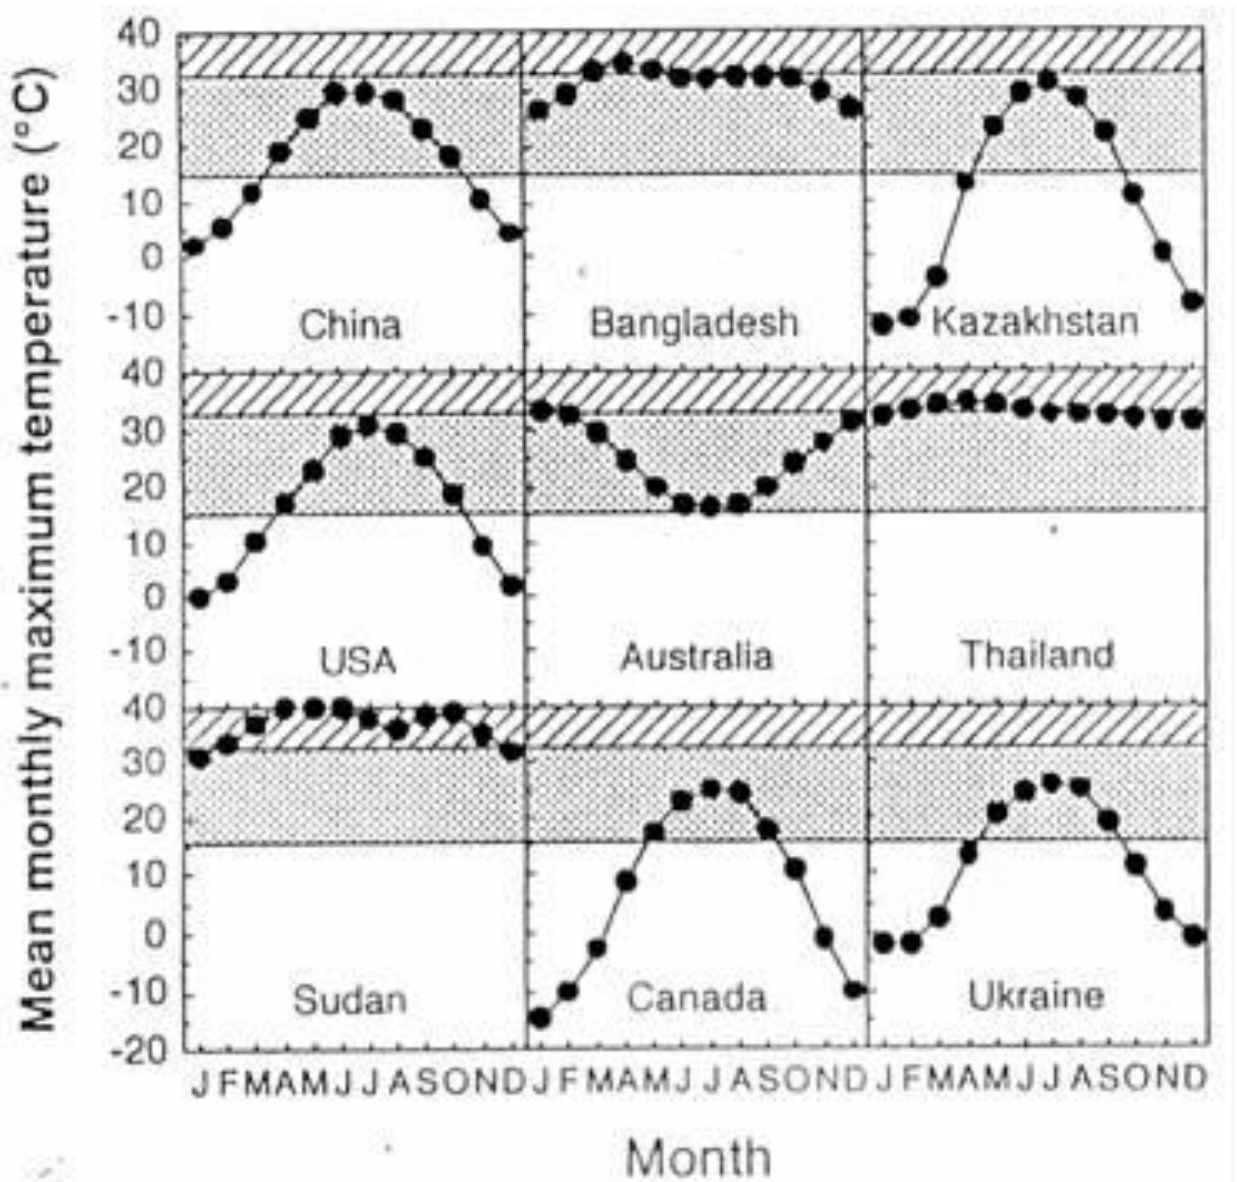 Mean monthly maximum temperature (°C)
40
30
20
10
0
-10
China
Bangladesh
Kazakhstan
40
30
20
10
0
-10
USA
Australia
Thailand
40
30
20
10
0
-10
-20
Sudan
Canada
Ukraine
J F M A M J J A S O N D J F M A M J J A S O N D J F M A M J J A S O N D
Month